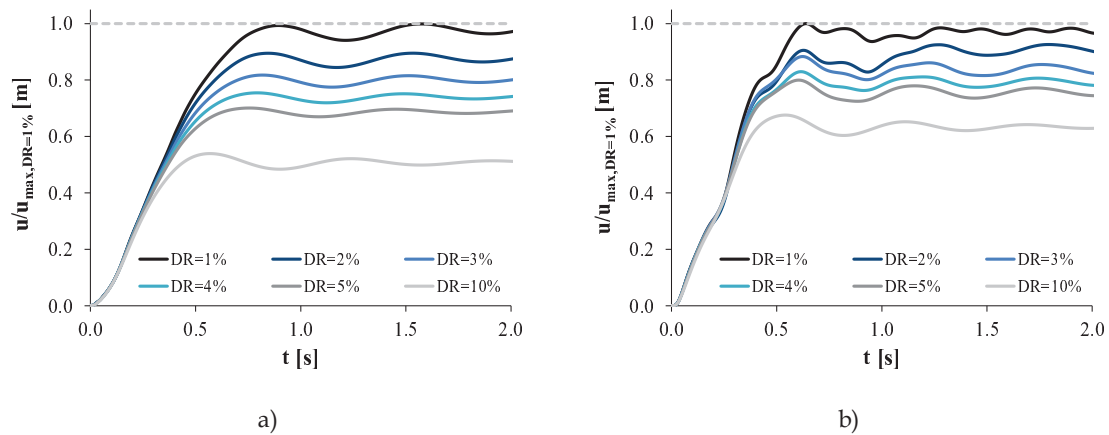 1.0
0.8
0.6
0.4
0.2
0.0
u/u_max,DR=1% [m]
DR=1% DR=2% DR=3%
DR=4% DR=5% DR=10%
0.0 0.5 1.0 1.5 2.0
t [s]
a)
1.0
0.8
0.6
0.4
0.2
0.0
u/u_max,DR=1% [m]
DR=1% DR=2% DR=3%
DR=4% DR=5% DR=10%
0.0 0.5 1.0 1.5 2.0
t [s]
b)